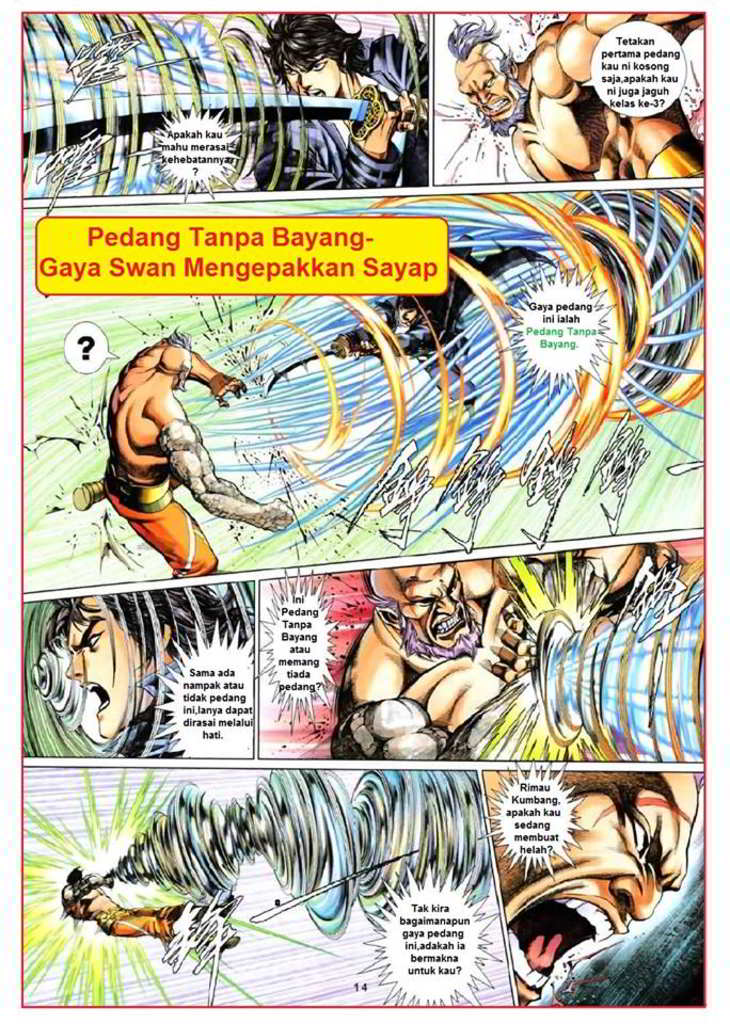 Apakah kau
mahu merasai
kehebatannya
?
Tetakan
pertama pedang
kau ni kosong
saja,apakah kau
ni juga jaguh
kelas ke-3?
Pedang Tanpa Bayang-
Gaya Swan Mengepakkan Sayap
?
Gaya pedang
ini ialah
Pedang Tanpa
Bayang.
Sama ada
nampak atau
tidak pedang
ini,Ianya dapat
dirasai melalui
hati.
Ini
Pedang
Tanpa
Bayang
atau
memang
tiada
pedang?
Rimau
Kumbang,
apakah kau
sedang
membuat
helah?
Tak kira
bagaimanapun
gaya pedang
ini,adakah ia
bermakna
untuk kau?
14